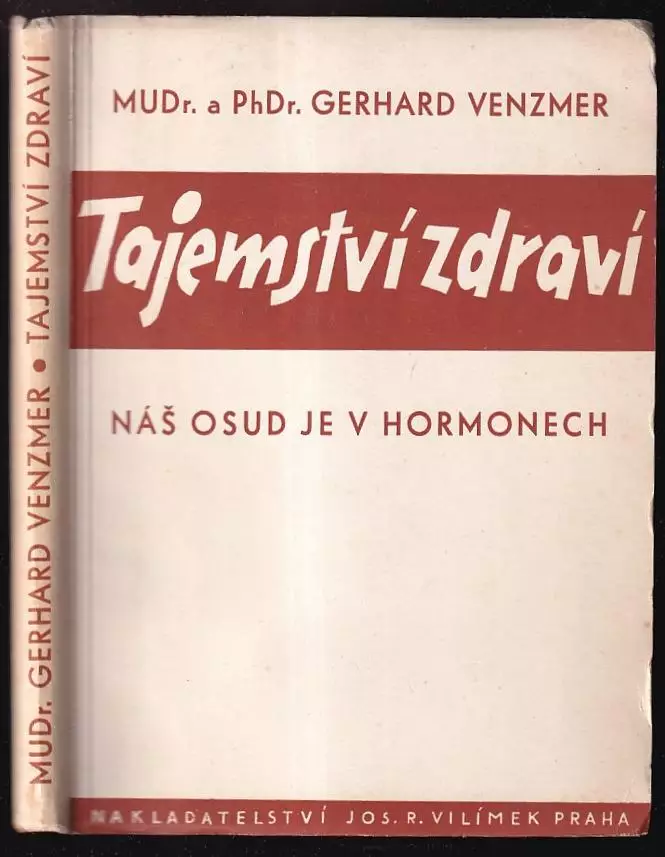 MUDr. a PhDr. GERHARD VENZMER
Tajemství zdraví
NÁŠ OSUD JE V HORMONECH
NAKLADATELSTVÍ JOS. R. VILÍMEK PRAHA
MUDr. GERHARD VENZMER • TAJEMSTVÍ ZDRAVÍ